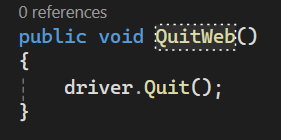 0 references
public void QuitWeb()
{
    driver.Quit();
}